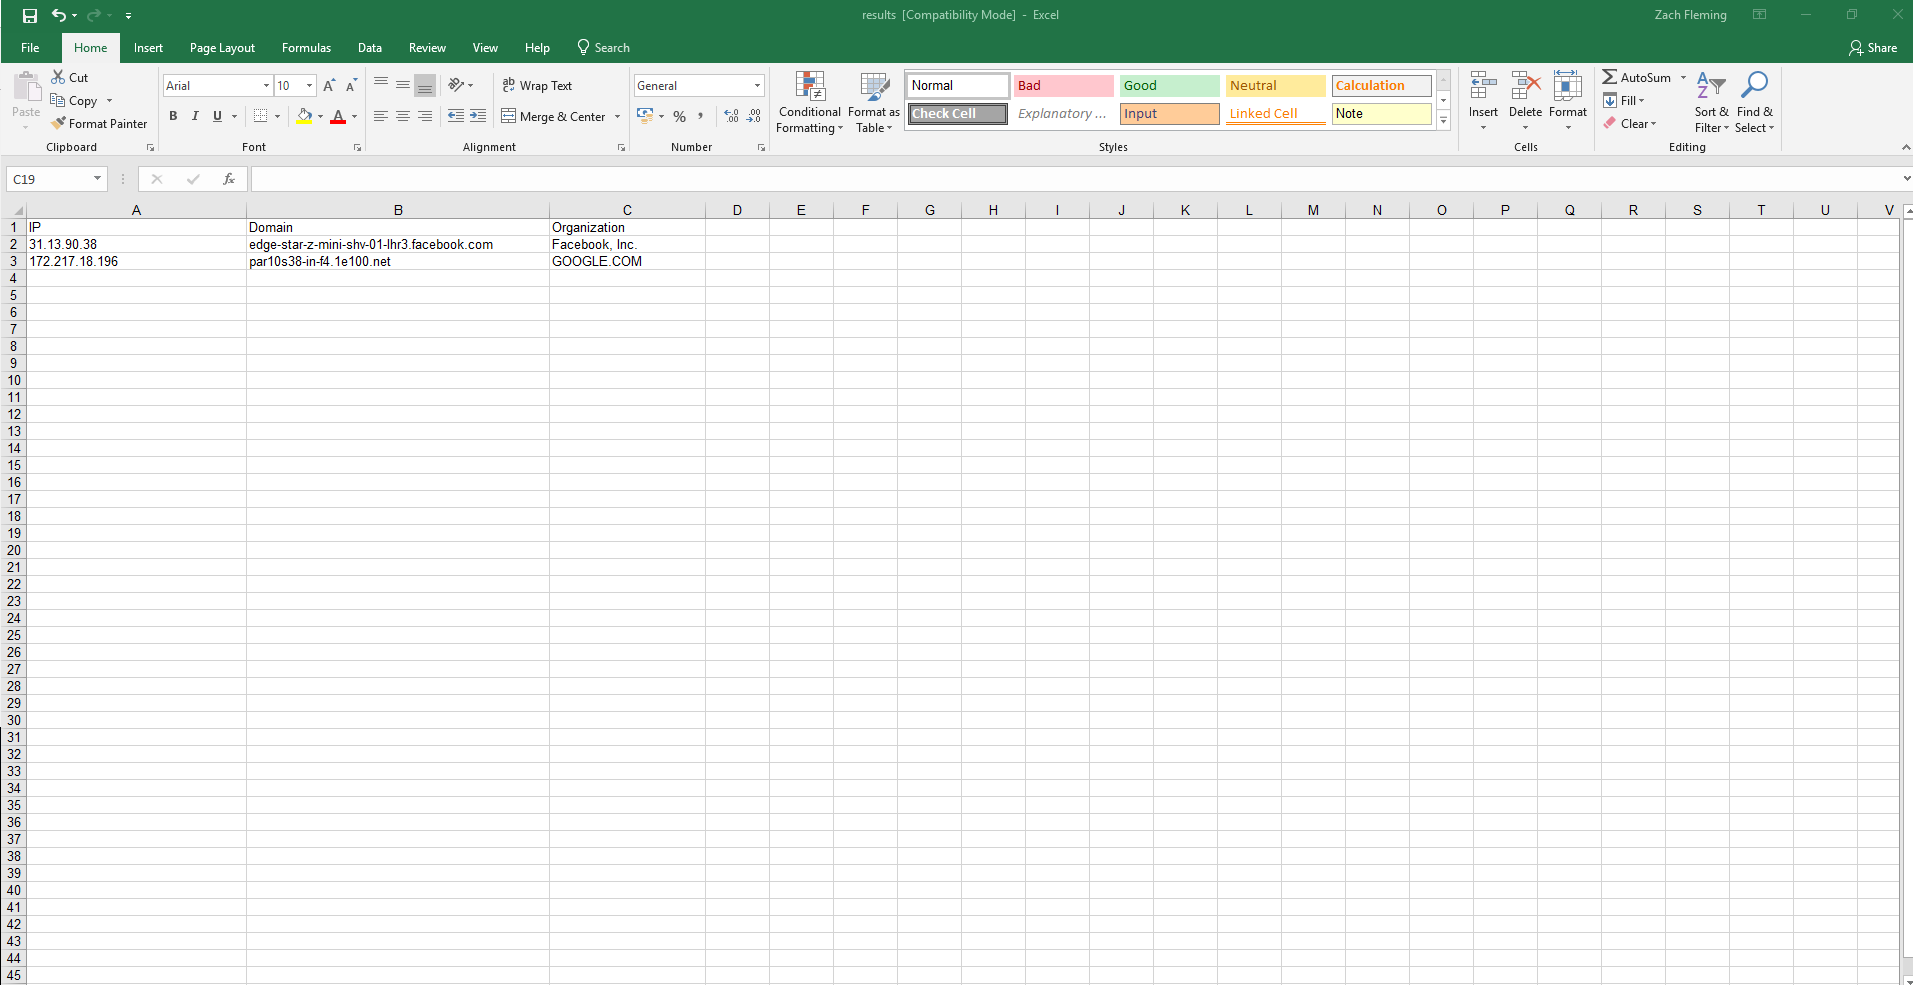 results  [Compatibility Mode]  -  Excel
Zach Fleming
File Home Insert Page Layout Formulas Data Review View Help Search
Share
Paste
Cut
Copy
Format Painter
Clipboard
Arial 10 A A
B I U A
Font
ab Wrap Text
Merge & Center
Alignment
General
% ,
Number
Conditional Formatting
Format as Table
Normal Bad Good Neutral Calculation
Check Cell Explanatory ... Input Linked Cell Note
Styles
Insert Delete Format
Cells
AutoSum
Fill
Clear
Sort & Filter
Find & Select
Editing
C19 fx
A B C D E F G H I J K L M N O P Q R S T U V
1 IP Domain Organization
2 31.13.90.38 edge-star-z-mini-shv-01-lhr3.facebook.com Facebook, Inc.
3 172.217.18.196 par10s38-in-f4.1e100.net GOOGLE.COM
4
5
6
7
8
9
10
11
12
13
14
15
16
17
18
19
20
21
22
23
24
25
26
27
28
29
30
31
32
33
34
35
36
37
38
39
40
41
42
43
44
45